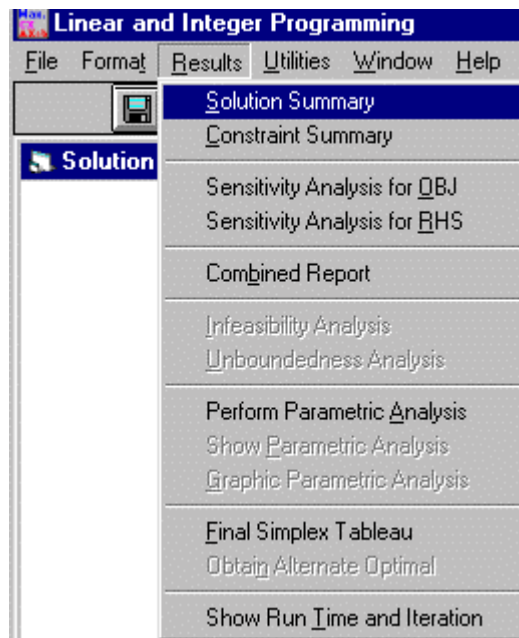 Linear and Integer Programming
File Format Results Utilities Window Help
Solution Summary
Constraint Summary
Solution
Sensitivity Analysis for OBJ
Sensitivity Analysis for RHS
Combined Report
Infeasibility Analysis
Unboundedness Analysis
Perform Parametric Analysis
Show Parametric Analysis
Graphic Parametric Analysis
Final Simplex Tableau
Obtain Alternate Optimal
Show Run Time and Iteration